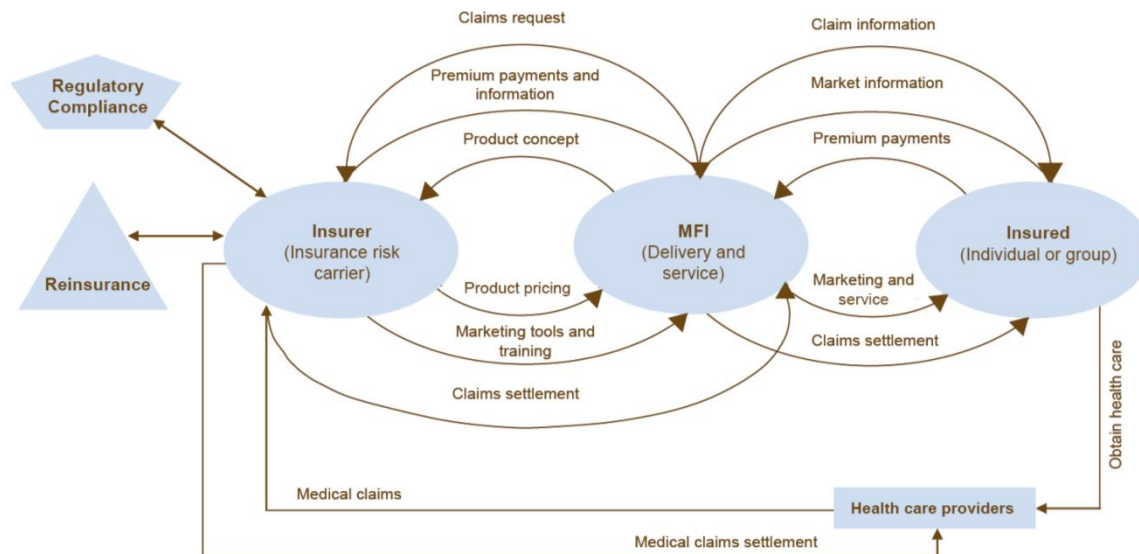 Claims request
Claim information
Regulatory
Compliance
Premium payments and
information
Market information
Product concept
Premium payments
Insurer
(Insurance risk
carrier)
MFI
(Delivery and
service)
Insured
(Individual or group)
Reinsurance
Product pricing
Marketing and
service
Marketing tools and
training
Claims settlement
Claims settlement
Obtain health care
Medical claims
Health care providers
Medical claims settlement